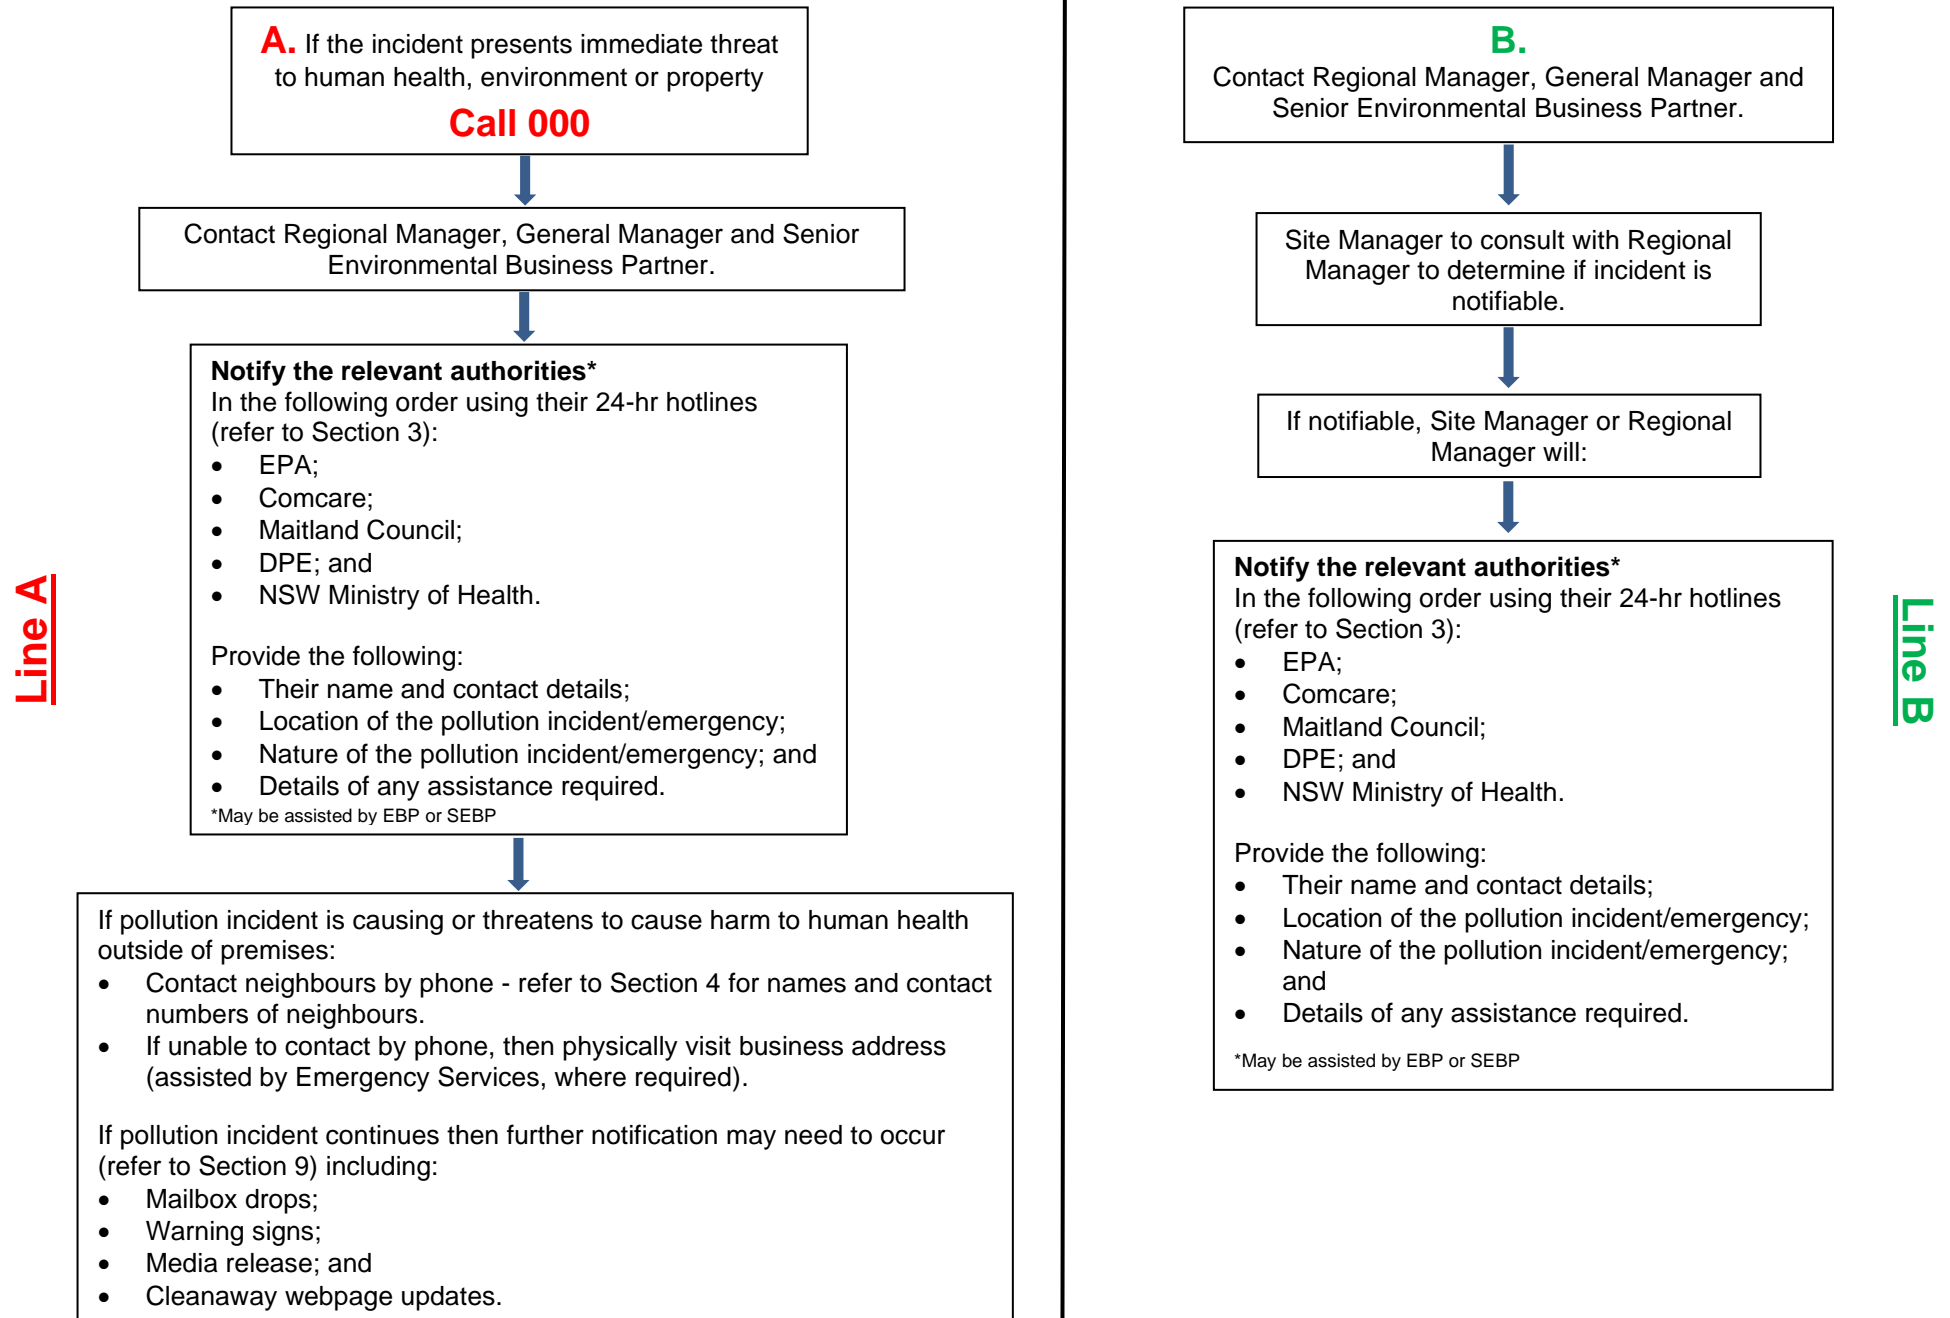 A. If the incident presents immediate threat
to human health, environment or property
Call 000
Contact Regional Manager, General Manager and Senior
Environmental Business Partner.
Notify the relevant authorities*
In the following order using their 24-hr hotlines
(refer to Section 3):
• EPA;
• Comcare;
• Maitland Council;
• DPE; and
• NSW Ministry of Health.
Provide the following:
• Their name and contact details;
• Location of the pollution incident/emergency;
• Nature of the pollution incident/emergency; and
• Details of any assistance required.
*May be assisted by EBP or SEBP
If pollution incident is causing or threatens to cause harm to human health
outside of premises:
• Contact neighbours by phone - refer to Section 4 for names and contact
numbers of neighbours.
• If unable to contact by phone, then physically visit business address
(assisted by Emergency Services, where required).
If pollution incident continues then further notification may need to occur
(refer to Section 9) including:
• Mailbox drops;
• Warning signs;
• Media release; and
• Cleanaway webpage updates.
Line A
B.
Contact Regional Manager, General Manager and
Senior Environmental Business Partner.
Site Manager to consult with Regional
Manager to determine if incident is
notifiable.
If notifiable, Site Manager or Regional
Manager will:
Notify the relevant authorities*
In the following order using their 24-hr hotlines
(refer to Section 3):
• EPA;
• Comcare;
• Maitland Council;
• DPE; and
• NSW Ministry of Health.
Provide the following:
• Their name and contact details;
• Location of the pollution incident/emergency;
• Nature of the pollution incident/emergency;
and
• Details of any assistance required.
*May be assisted by EBP or SEBP
Line B